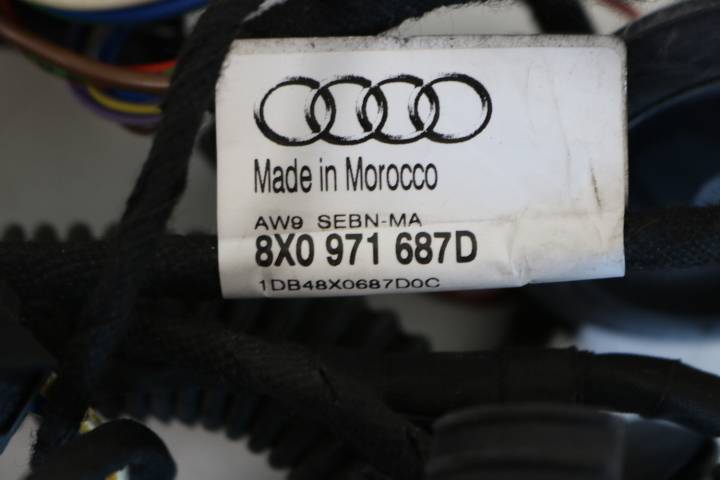 Made in Morocco
AW9 SEBN-MA
8X0 971 687D
1DB48X0687D0C